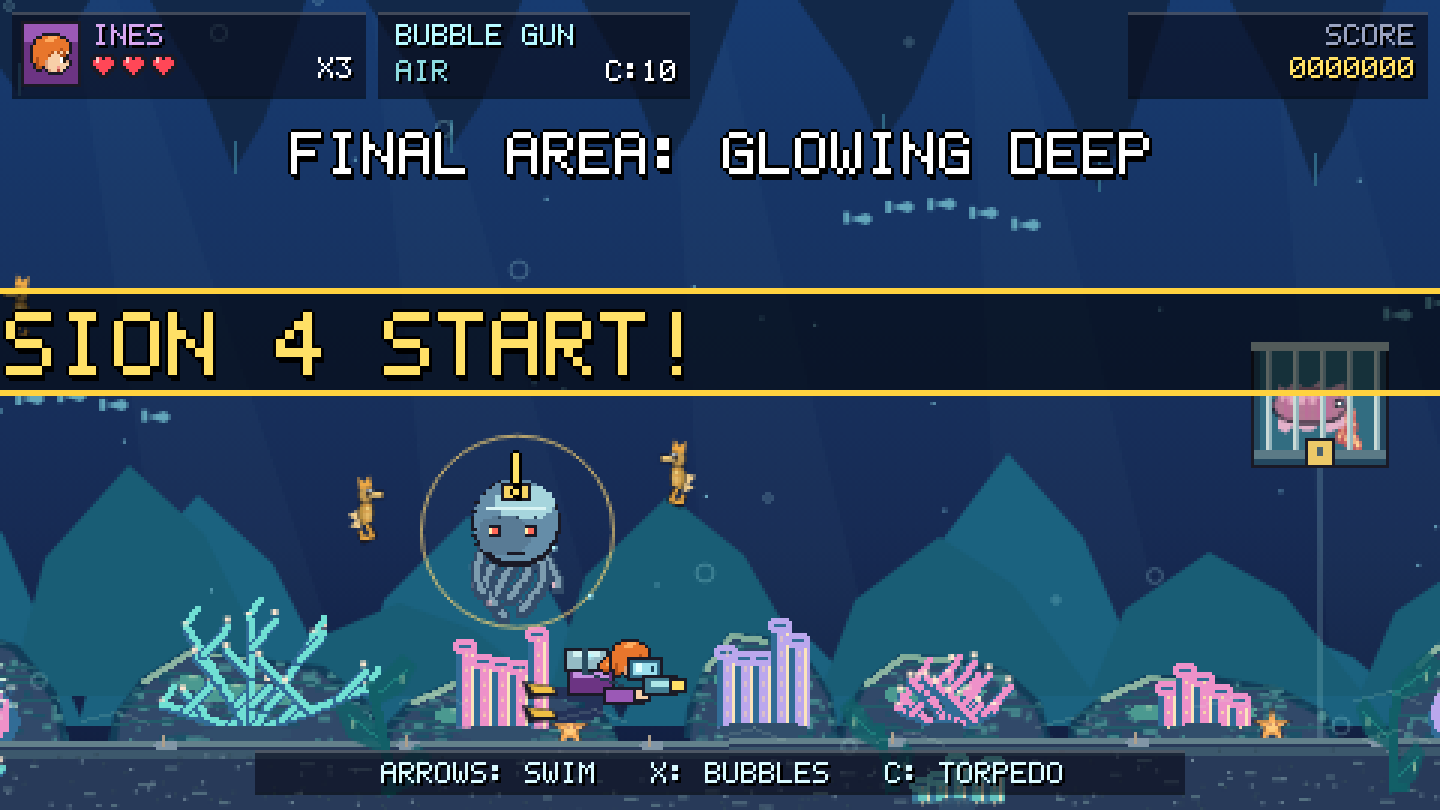 INES
X3
BUBBLE GUN
AIR C:10
SCORE
0000000
FINAL AREA: GLOWING DEEP
SION 4 START!
ARROWS: SWIM X: BUBBLES C: TORPEDO